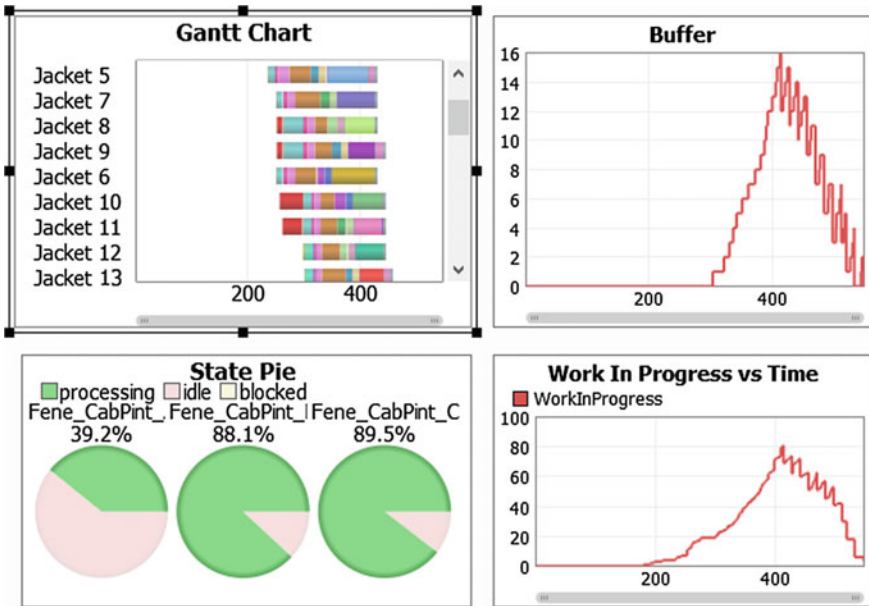 Gantt Chart
Jacket 5
Jacket 7
Jacket 8
Jacket 9
Jacket 6
Jacket 10
Jacket 11
Jacket 12
Jacket 13
200 400
Buffer
16
14
12
10
8
6
4
2
0
200 400
State Pie
processing idle blocked
Fene_CabPint_ Fene_CabPint_ Fene_CabPint_C
39.2% 88.1% 89.5%
Work In Progress vs Time
WorkInProgress
100
80
60
40
20
0
200 400